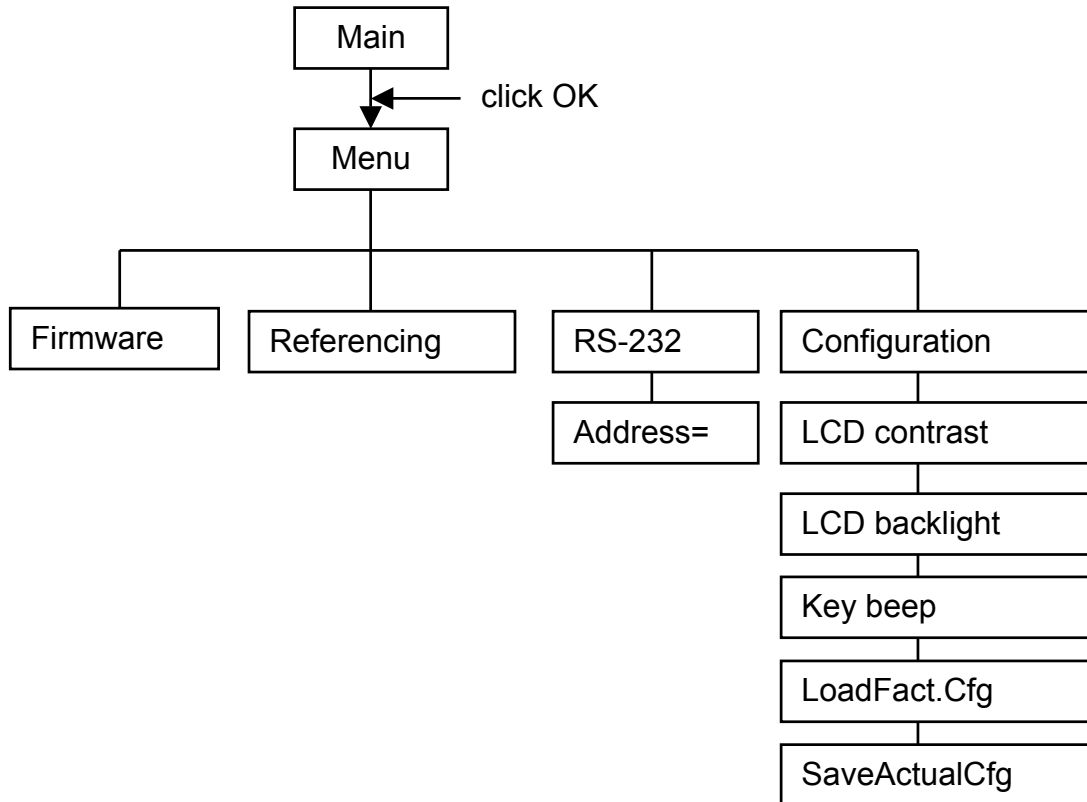 Main
click OK
Menu
Firmware
Referencing
RS-232
Configuration
Address=
LCD contrast
LCD backlight
Key beep
LoadFact.Cfg
SaveActualCfg